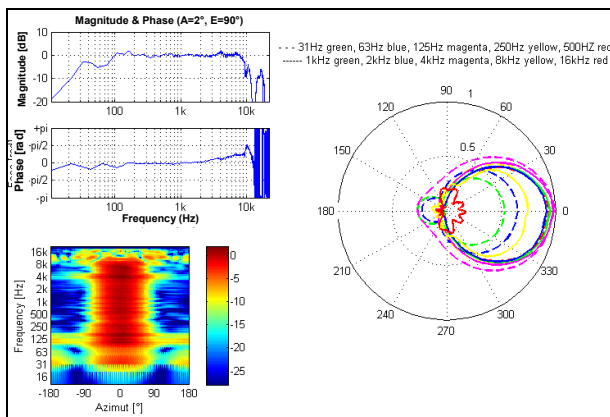 Magnitude & Phase (A=2°, E=90°)
Magnitude [dB]
10
0
-10
-20
100
1k
10k
Phase [rad]
+pi
-pi/2
0
-pi/2
-pi
100
1k
10k
Frequency (Hz)
- - - 31Hz green, 63Hz blue, 125Hz magenta, 250Hz yellow, 500HZ red
------ 1kHz green, 2kHz blue, 4kHz magenta, 8kHz yellow, 16kHz red
90
1
120
60
0.5
150
30
180
0
210
330
240
300
270
Frequency [Hz]
16k
8k
4k
2k
1k
500
250
125
63
31
16
-180
-90
0
90
180
Azimut [°]
0
-5
-10
-15
-20
-25